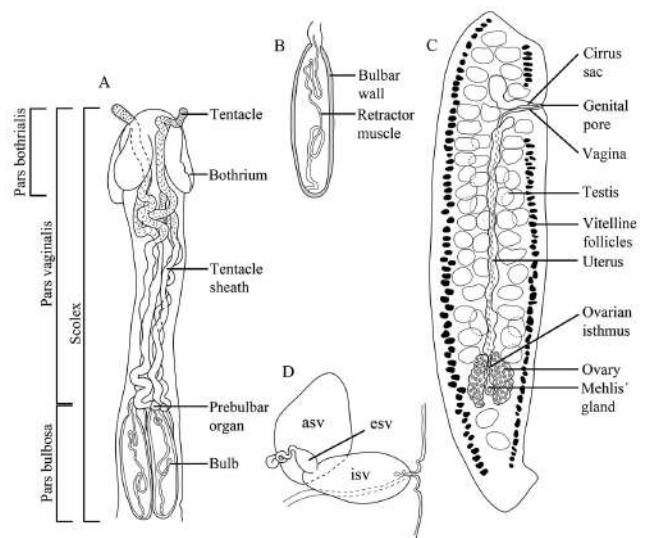 A
Pars bothrialis
Pars vaginalis
Pars bulbosa
Scolex
Tentacle
Bothrium
Tentacle
sheath
Prebulbar
organ
Bulb
B
Bulbar
wall
Retractor
muscle
C
Cirrus
sac
Genital
pore
Vagina
Testis
Vitelline
follicles
Uterus
Ovarian
isthmus
Ovary
Mehlis´
gland
D
asv
esv
isv